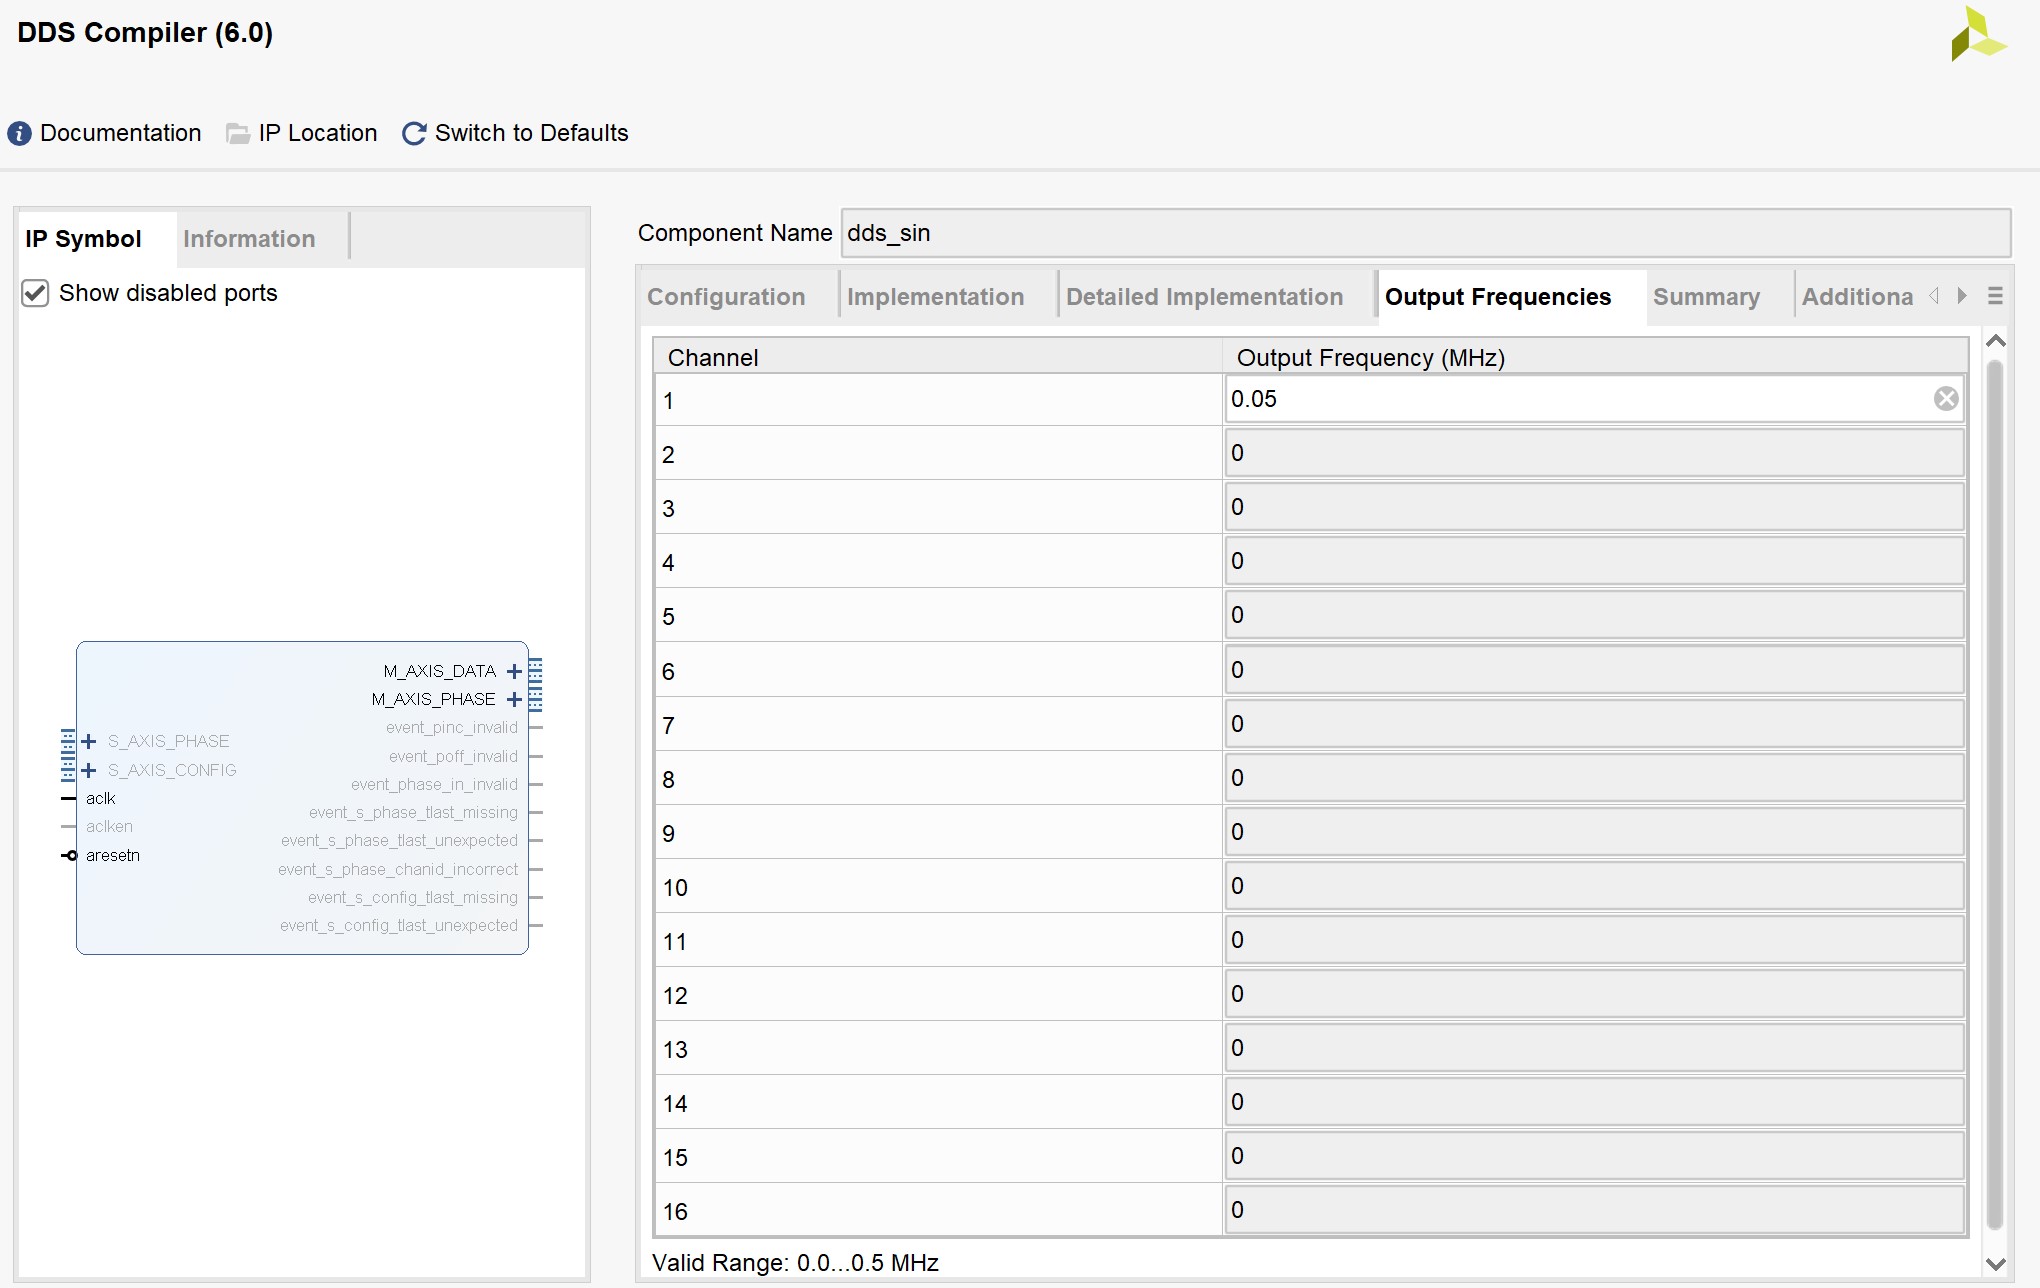 DDS Compiler (6.0)
Documentation IP Location Switch to Defaults
IP Symbol Information
Show disabled ports
M_AXIS_DATA
M_AXIS_PHASE
event_pinc_invalid
S_AXIS_PHASE
event_poff_invalid
S_AXIS_CONFIG
event_phase_in_invalid
aclk
event_s_phase_tlast_missing
aclken
event_s_phase_tlast_unexpected
aresetn
event_s_phase_chanid_incorrect
event_s_config_tlast_missing
event_s_config_tlast_unexpected
Component Name dds_sin
Configuration Implementation Detailed Implementation Output Frequencies Summary Additiona
Channel Output Frequency (MHz)
1 0.05
2 0
3 0
4 0
5 0
6 0
7 0
8 0
9 0
10 0
11 0
12 0
13 0
14 0
15 0
16 0
Valid Range: 0.0...0.5 MHz